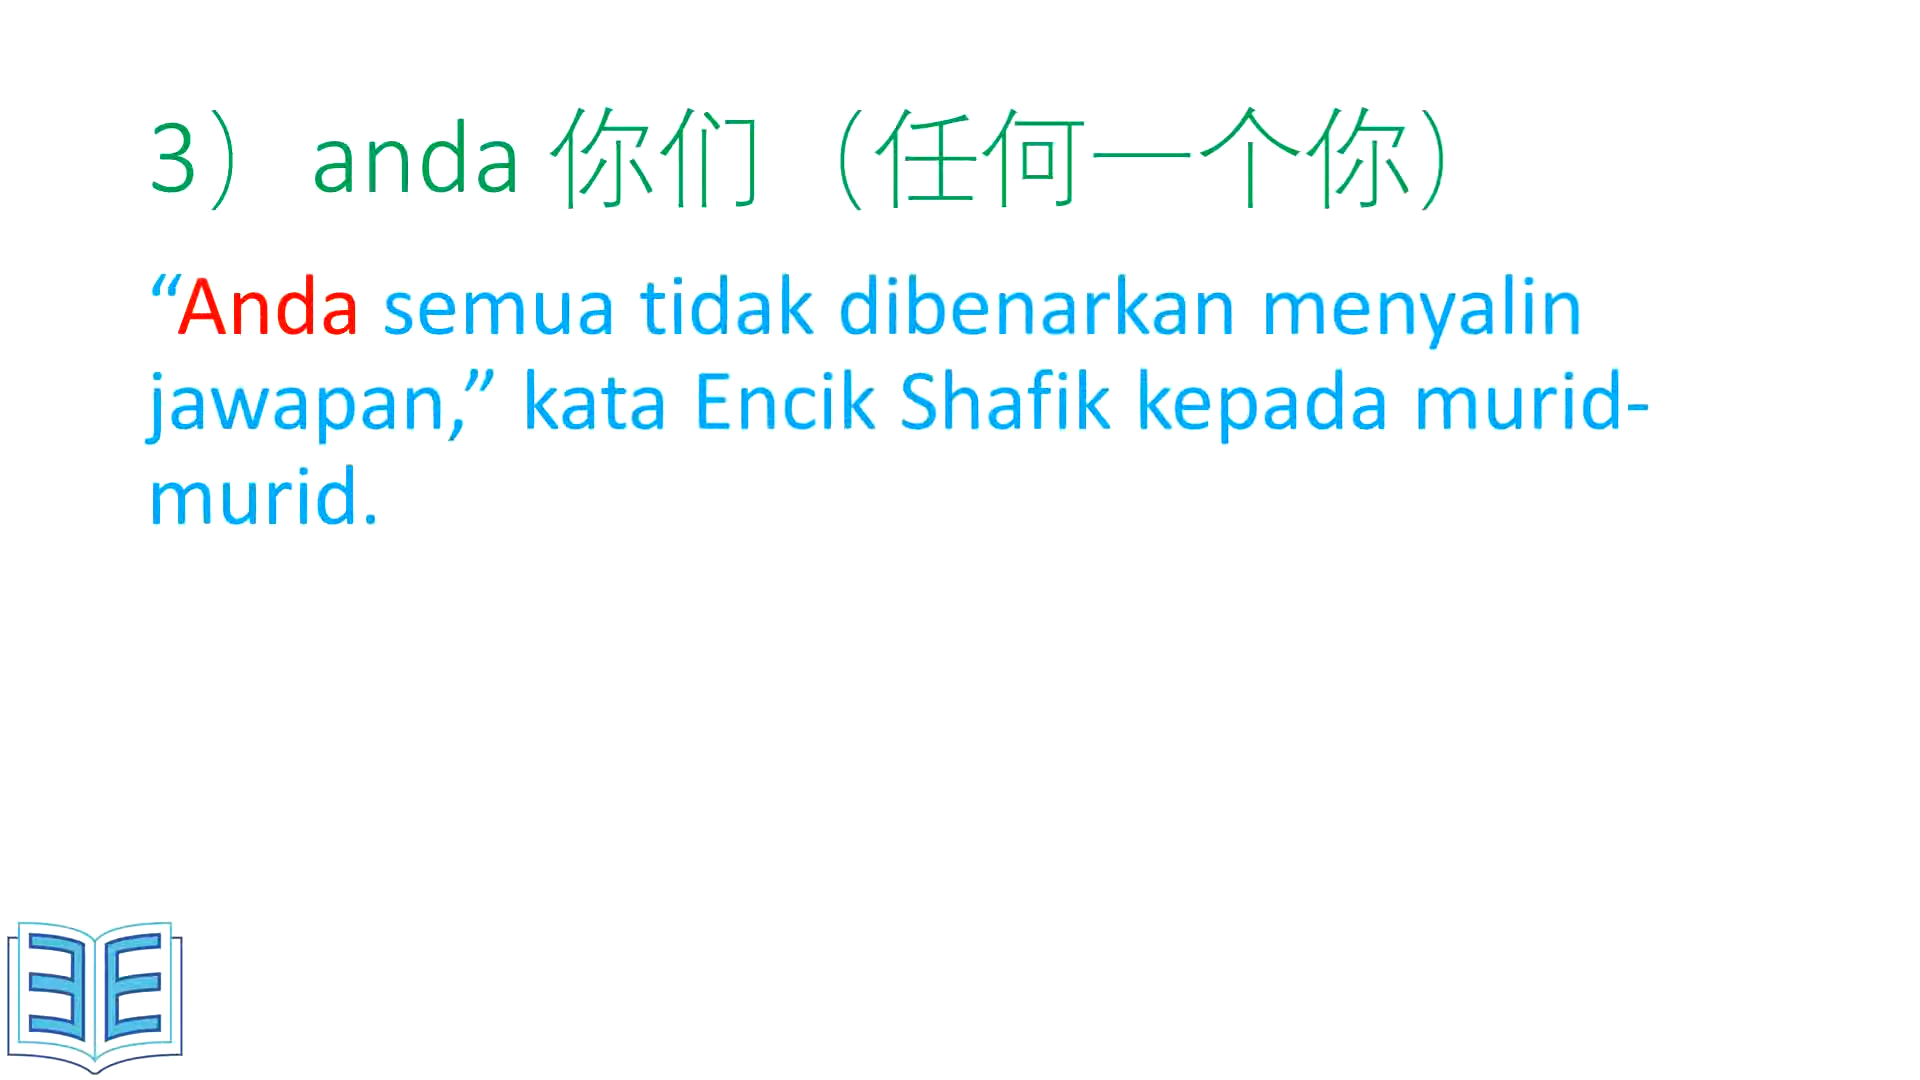 3） anda 你们（任何一个你）
“Anda semua tidak dibenarkan menyalin
jawapan,” kata Encik Shafik kepada murid-
murid.